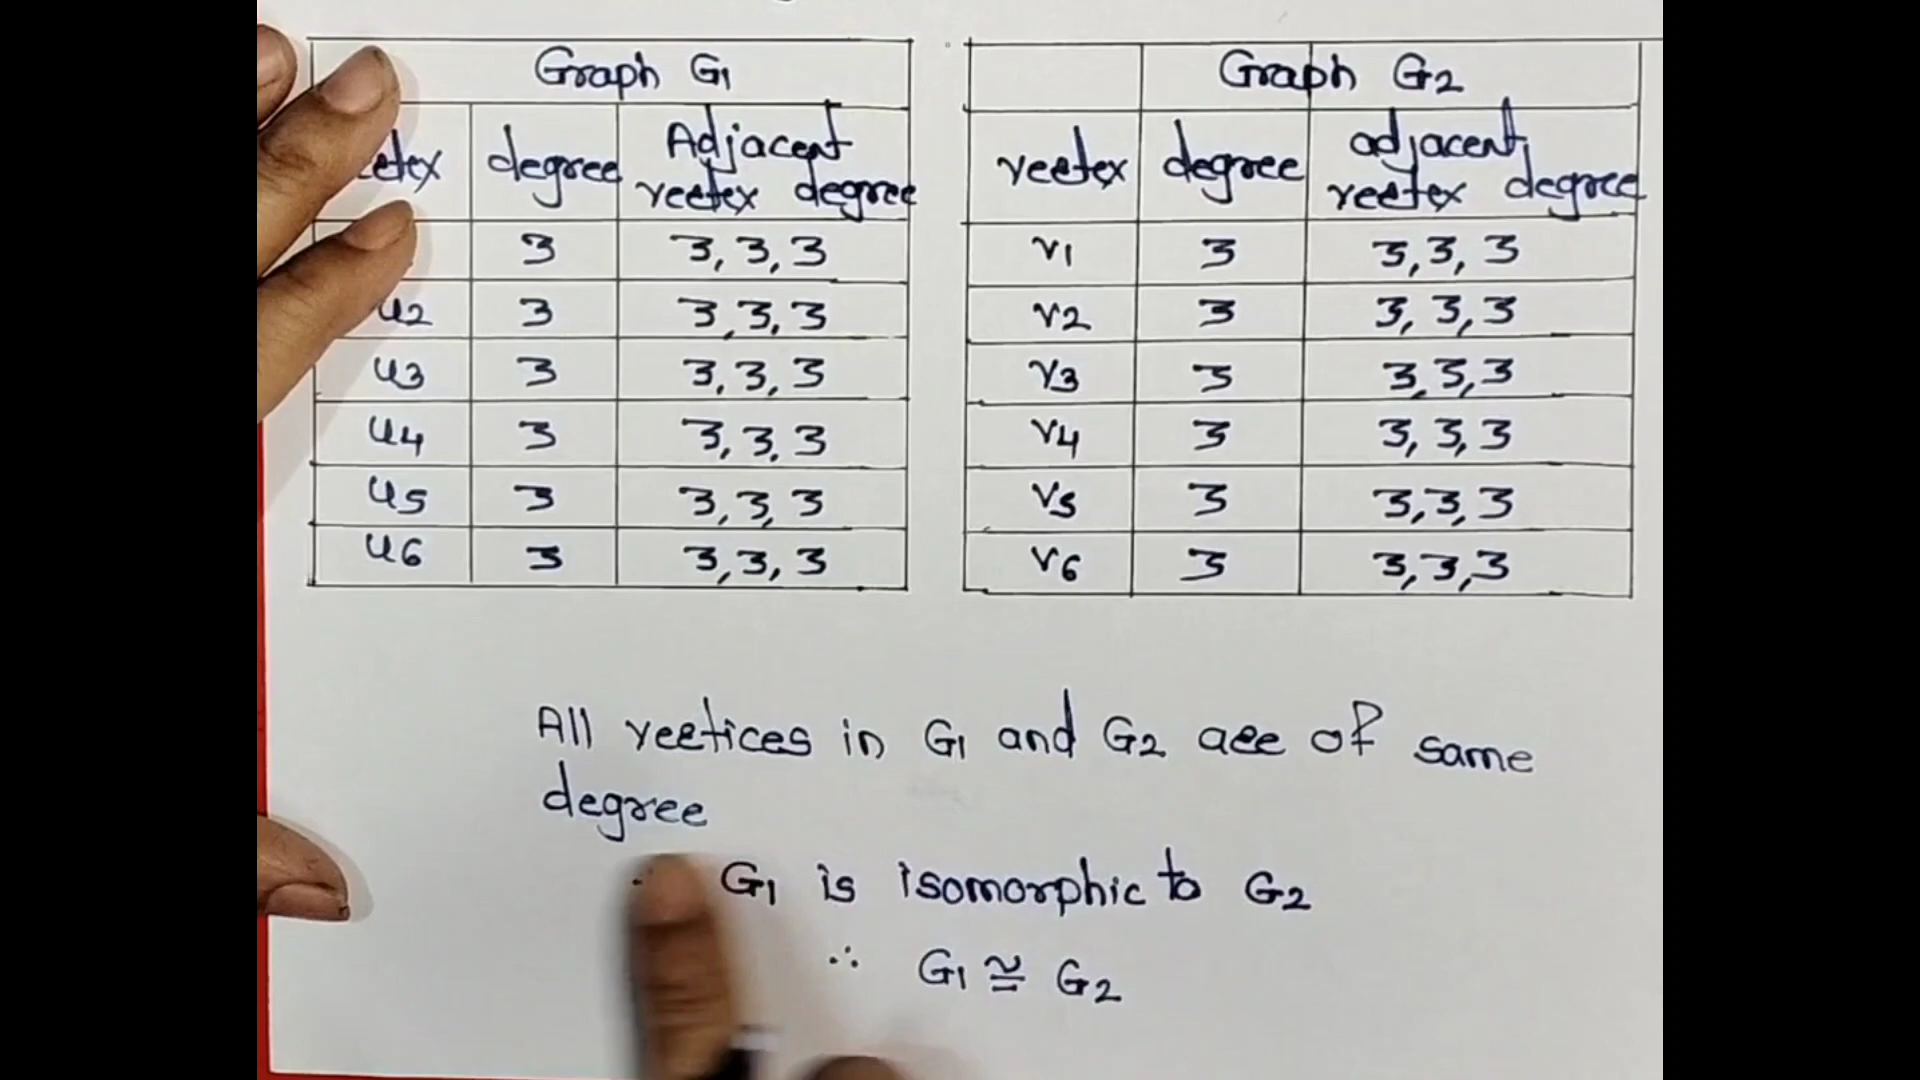 Graph G1
degree Adjacent vertex degree
3 3, 3, 3
u2 3 3, 3, 3
u3 3 3, 3, 3
u4 3 3, 3, 3
u5 3 3, 3, 3
u6 3 3, 3, 3
Graph G2
vertex degree adjacent vertex degree
v1 3 3, 3, 3
v2 3 3, 3, 3
v3 3 3, 3, 3
v4 3 3, 3, 3
v5 3 3, 3, 3
v6 3 3, 3, 3
All vertices in G1 and G2 are of same
degree
G1 is isomorphic to G2
∴ G1 ≅ G2